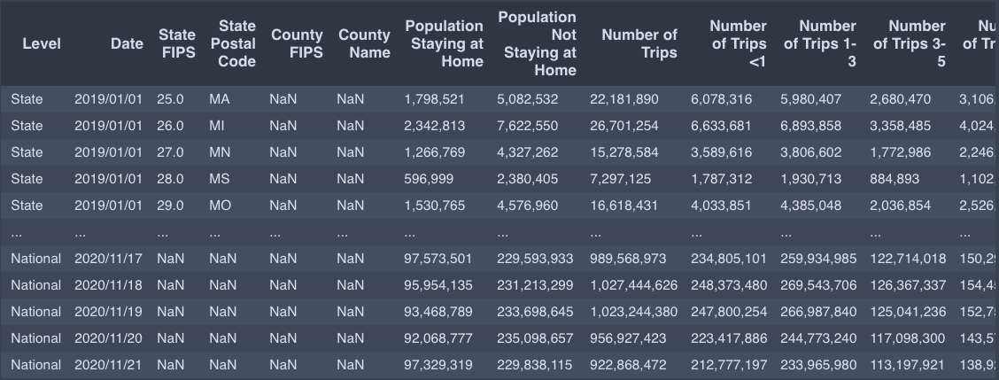 Level Date State FIPS State Postal Code County FIPS County Name Population Staying at Home Population Not Staying at Home Number of Trips Number of Trips <1 Number of Trips 1-3 Number of Trips 3-5
State 2019/01/01 25.0 MA NaN NaN 1,798,521 5,082,532 22,181,890 6,078,316 5,980,407 2,680,470 3,106,
State 2019/01/01 26.0 MI NaN NaN 2,342,813 7,622,550 26,701,254 6,633,681 6,893,858 3,358,485 4,024,
State 2019/01/01 27.0 MN NaN NaN 1,266,769 4,327,262 15,278,584 3,589,616 3,806,602 1,772,986 2,246,
State 2019/01/01 28.0 MS NaN NaN 596,999 2,380,405 7,297,125 1,787,312 1,930,713 884,893 1,102,
State 2019/01/01 29.0 MO NaN NaN 1,530,765 4,576,960 16,618,431 4,033,851 4,385,048 2,036,854 2,526,
... ... ... ... ... ... ... ... ... ... ... ... ...
National 2020/11/17 NaN NaN NaN NaN 97,573,501 229,593,933 989,568,973 234,805,101 259,934,985 122,714,018 150,2
National 2020/11/18 NaN NaN NaN NaN 95,954,135 231,213,299 1,027,444,626 248,373,480 269,543,706 126,367,337 154,4
National 2020/11/19 NaN NaN NaN NaN 93,468,789 233,698,645 1,023,244,380 247,800,254 266,987,840 125,041,236 152,7
National 2020/11/20 NaN NaN NaN NaN 92,068,777 235,098,657 956,927,423 223,417,886 244,773,240 117,098,300 143,5
National 2020/11/21 NaN NaN NaN NaN 97,329,319 229,838,115 922,868,472 212,777,197 233,965,980 113,197,921 138,9